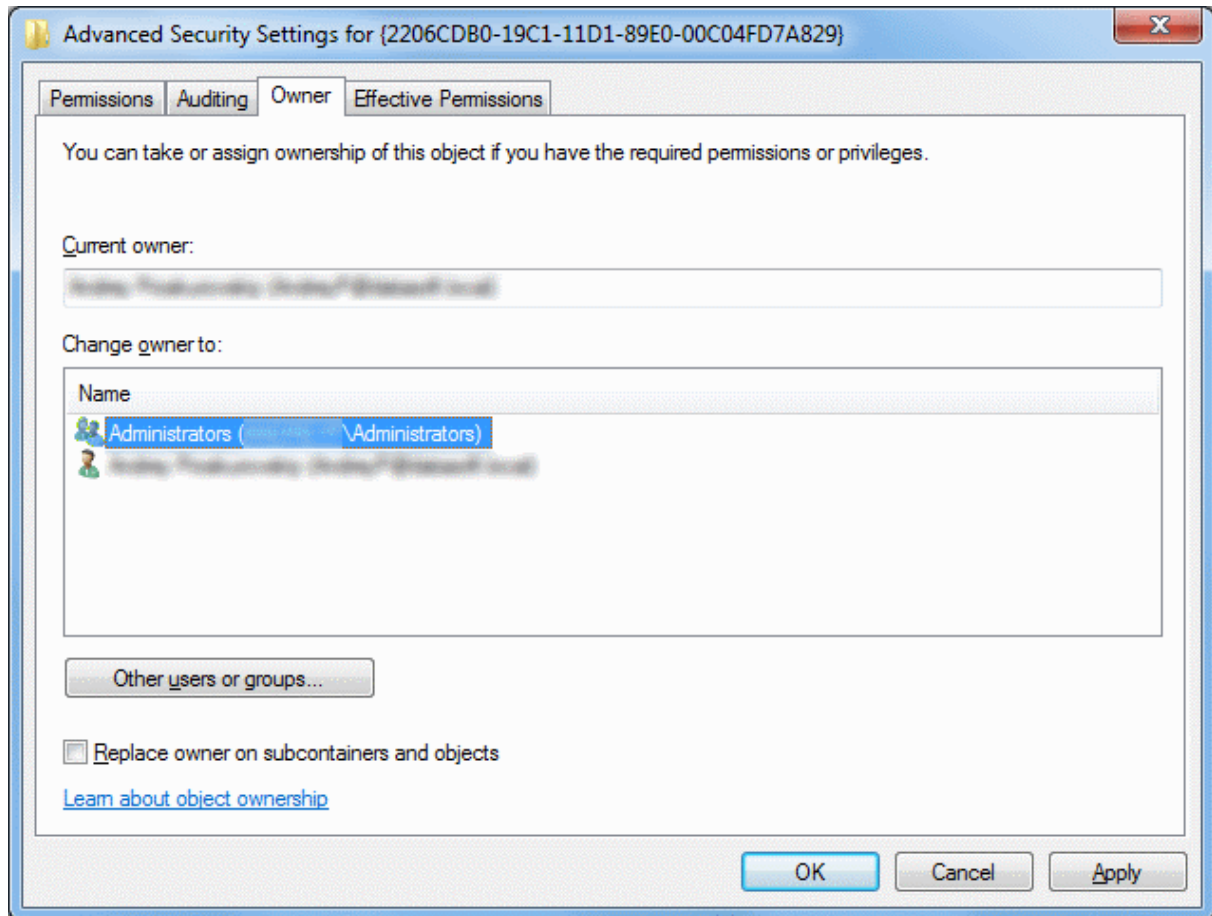 Advanced Security Settings for {2206CDB0-19C1-11D1-89E0-00C04FD7A829}
Permissions Auditing Owner Effective Permissions
You can take or assign ownership of this object if you have the required permissions or privileges.
Current owner:
Change owner to:
Name
Administrators ( \Administrators)
Other users or groups...
Replace owner on subcontainers and objects
Learn about object ownership
OK Cancel Apply